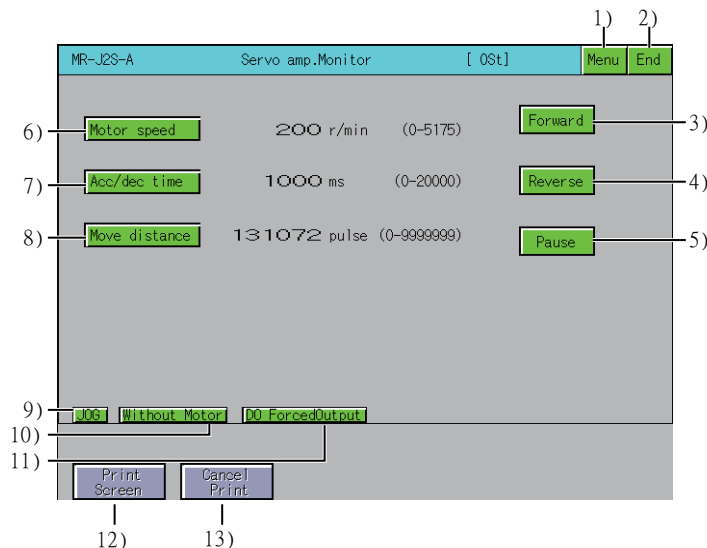 1) 2)
MR-J2S-A Servo amp.Monitor [ 0St] Menu End
6) Motor speed 200 r/min (0-5175) Forward 3)
7) Acc/dec time 1000 ms (0-20000) Reverse 4)
8) Move distance 131072 pulse (0-9999999) Pause 5)
9) JOG Without Motor DO ForcedOutput
10)
11)
Print Screen Cancel Print
12) 13)